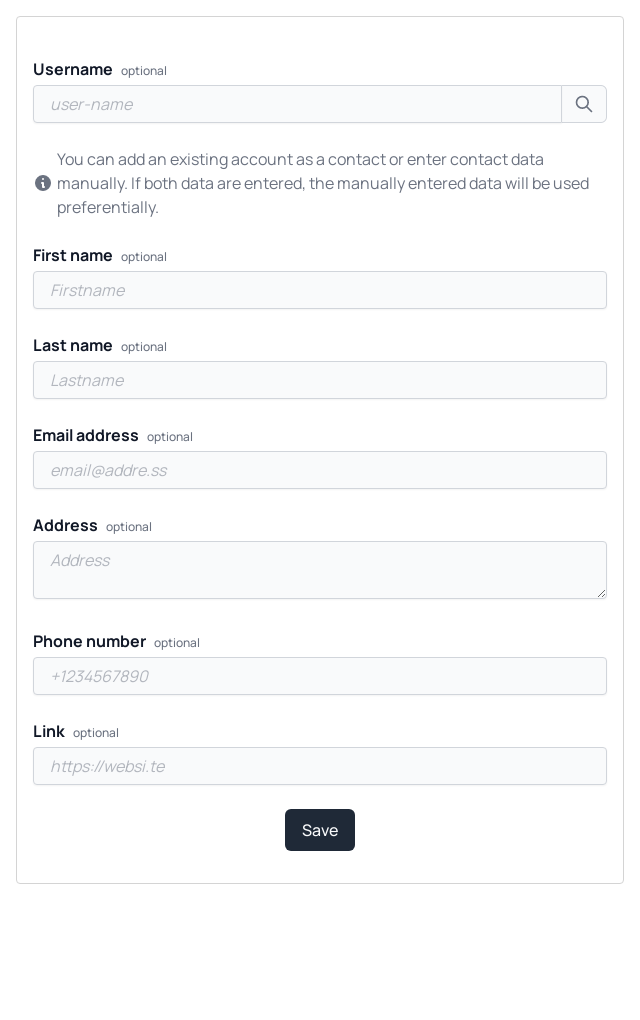 Username optional
user-name
You can add an existing account as a contact or enter contact data
manually. If both data are entered, the manually entered data will be used
preferentially.
First name optional
Firstname
Last name optional
Lastname
Email address optional
email@addre.ss
Address optional
Address
Phone number optional
+1234567890
Link optional
https://websi.te
Save